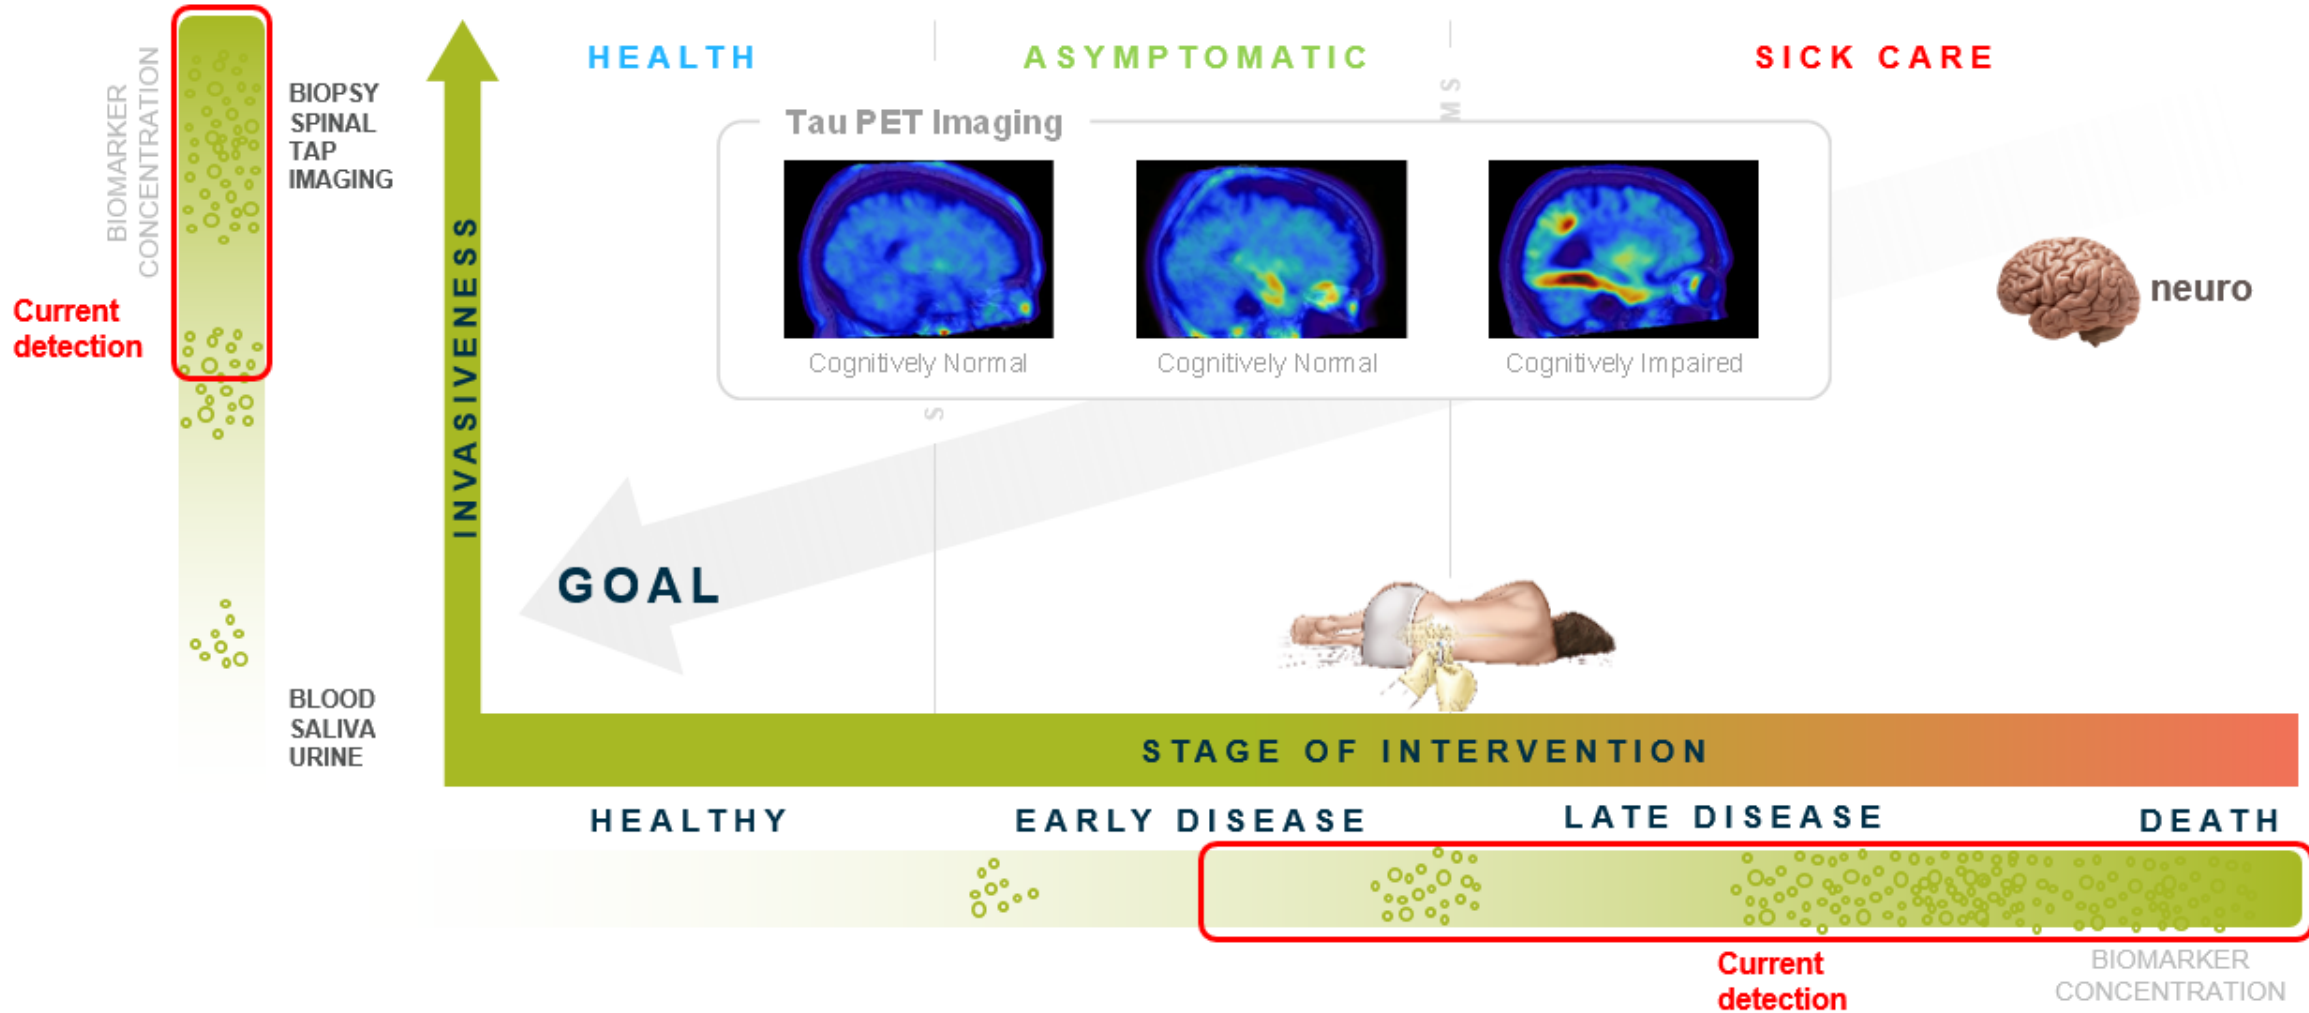 HEALTH
ASYMPTOMATIC
SICK CARE
BIOMARKER
CONCENTRATION
BIOPSY
SPINAL
TAP
IMAGING
Current
detection
BLOOD
SALIVA
URINE
INVASIVENESS
Tau PET Imaging
MS
Cognitively Normal
Cognitively Normal
Cognitively Impaired
S
neuro
GOAL
STAGE OF INTERVENTION
HEALTHY
EARLY DISEASE
LATE DISEASE
DEATH
Current
detection
BIOMARKER
CONCENTRATION